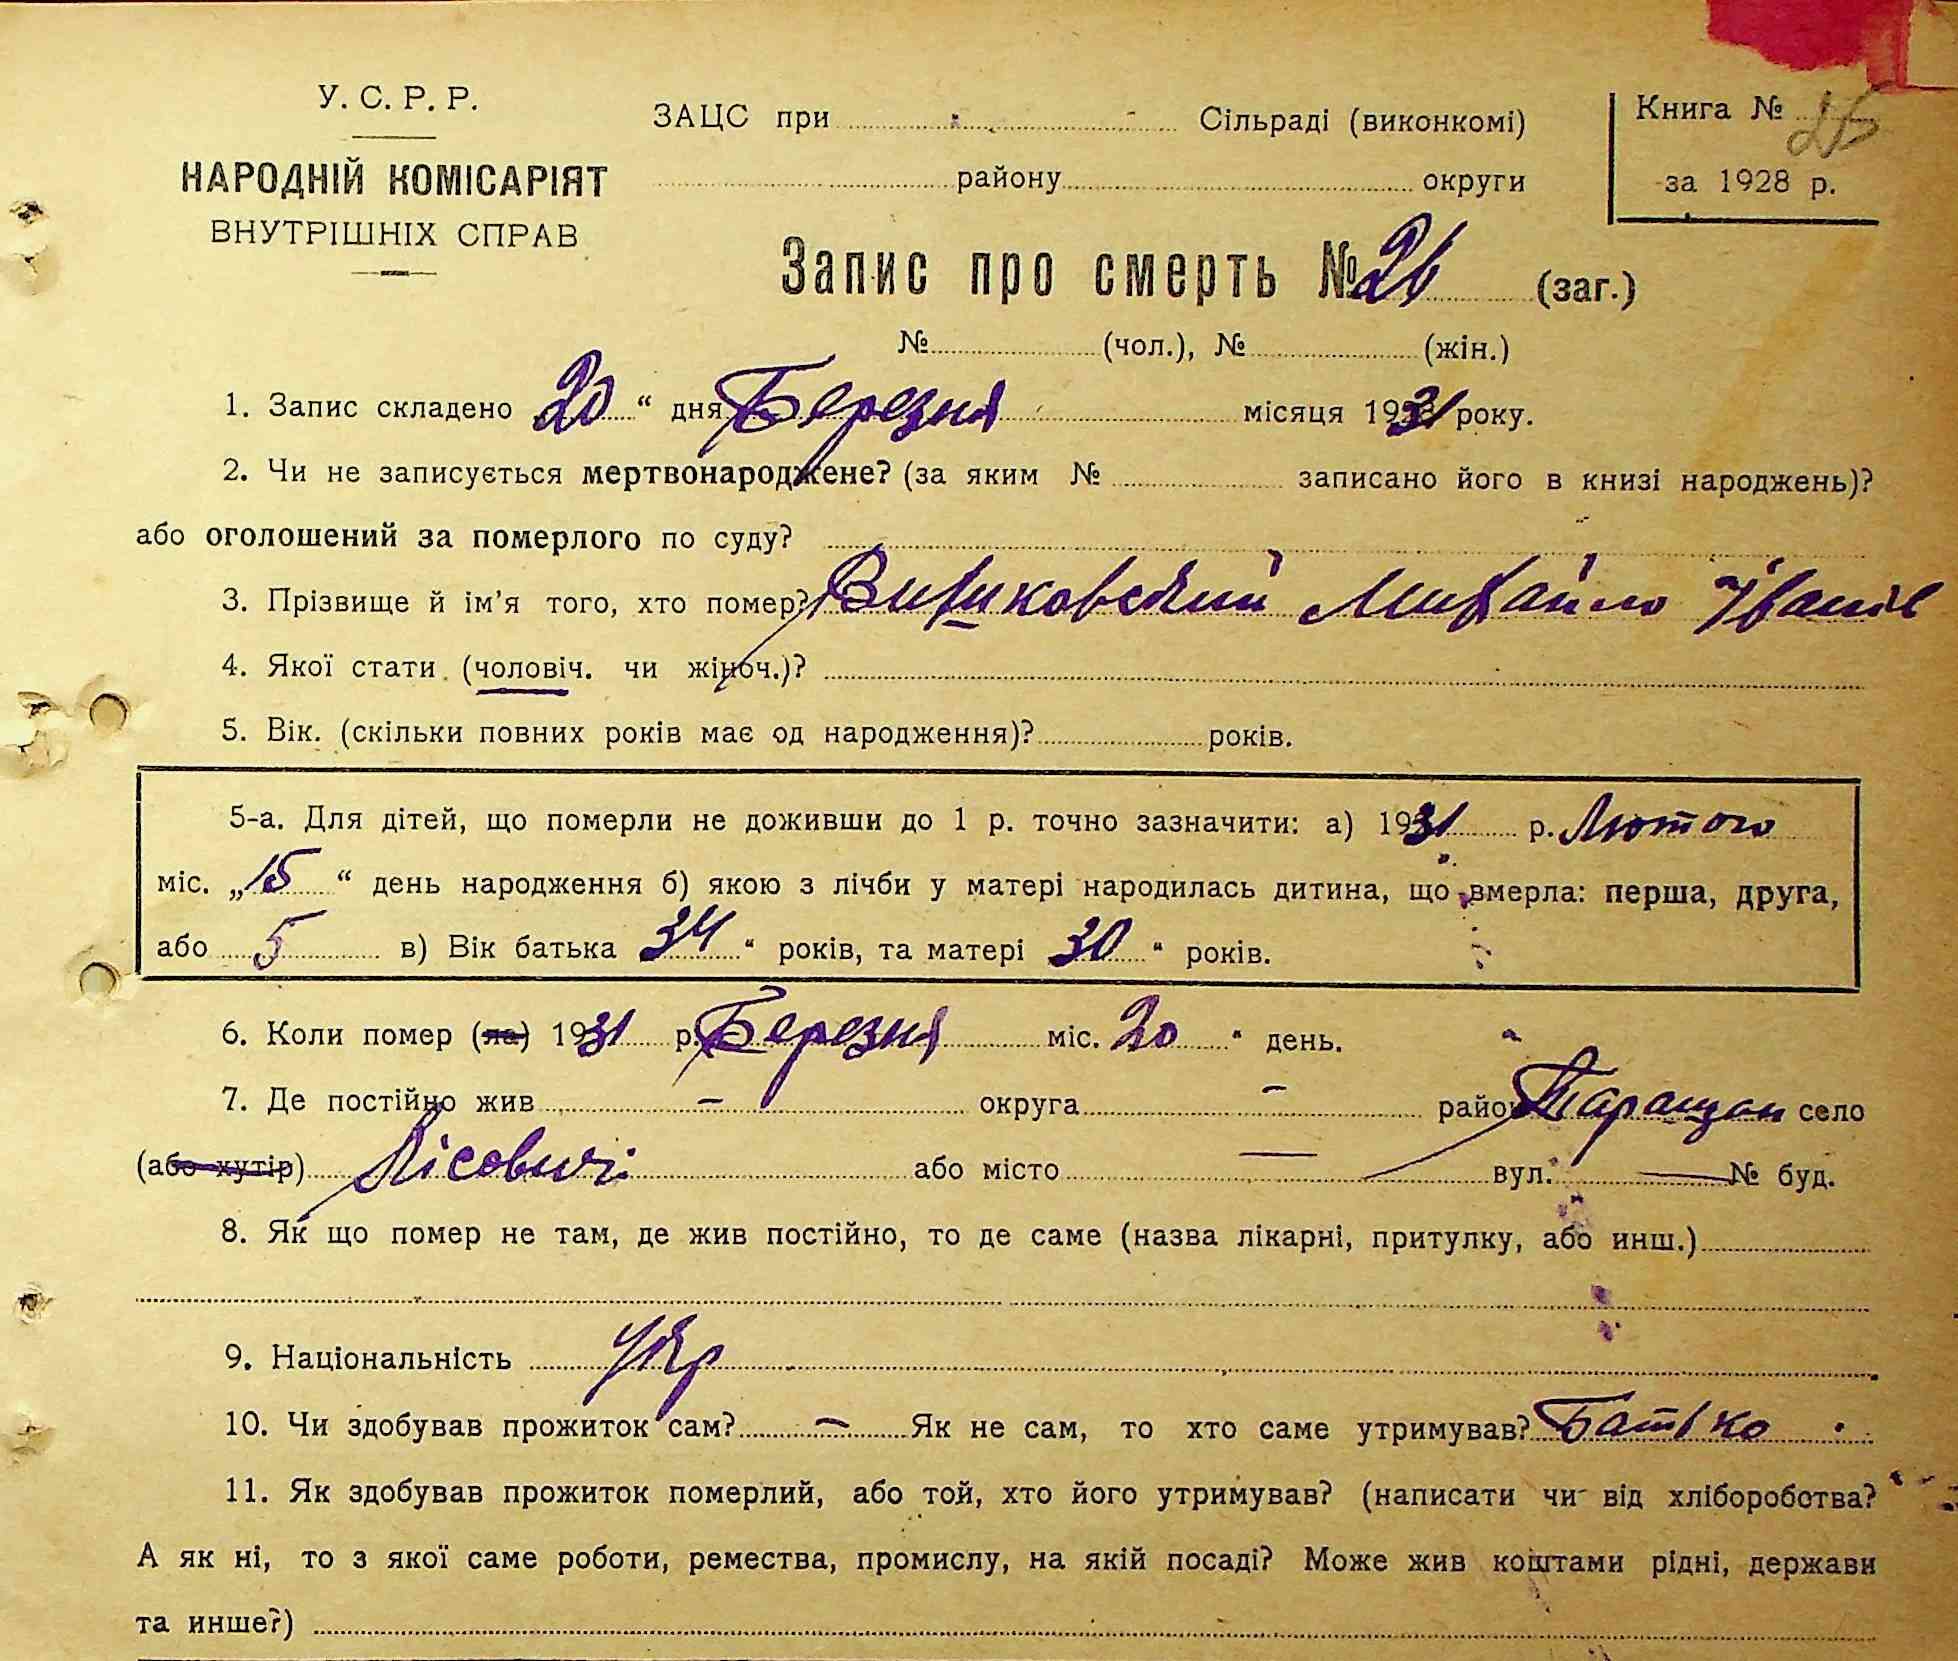 У. С. Р. Р.
НАРОДНІЙ КОМІСАРІЯТ
ВНУТРІШНІХ СПРАВ
ЗАЦС при Сільраді (виконкомі)
району округи
Книга №
за 1928 р.
Запис про смерть № 26 (заг.)
№ (чол.), № (жін.)
1. Запис складено „20“ дня Березня місяця 1931 року.
2. Чи не записується мертвонароджене? (за яким № записано його в книзі народжень)?
або оголошений за померлого по суду?
3. Прізвище й ім'я того, хто помер? Михайло Іванів
4. Якої стати (чоловіч. чи жіноч.)?
5. Вік. (скільки повних років має од народження)? років.
5-а. Для дітей, що померли не доживши до 1 р. точно зазначити: а) 1931 р. Лютого
міс. „15“ день народження б) якою з лічби у матері народилась дитина, що вмерла: перша, друга,
або 5 в) Вік батька 34 “ років, та матері 30 “ років.
6. Коли помер (ла) 1931 р. Березня міс. 20 “ день.
7. Де постійно жив – округа – район Таращан село
(або хутір) Лісовичі або місто — вул. — № буд.
8. Як що помер не там, де жив постійно, то де саме (назва лікарні, притулку, або инш.)
9. Національність Укр
10. Чи здобував прожиток сам? – Як не сам, то хто саме утримував? Батько
11. Як здобував прожиток померлий, або той, хто його утримував? (написати чи від хліборобства?
А як ні, то з якої саме роботи, ремества, промислу, на якій посаді? Може жив коштами рідні, держави
та инше?)